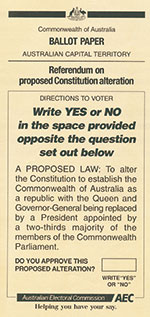 Commonwealth of Australia
BALLOT PAPER
AUSTRALIAN CAPITAL TERRITORY
Referendum on
proposed Constitution alteration
DIRECTIONS TO VOTER
Write YES or NO
in the space provided
opposite the question
set out below
A PROPOSED LAW: To alter
the Constitution to establish the
Commonwealth of Australia as
a republic with the Queen and
Governor-General being replaced
by a President appointed by
two-thirds majority of the
members of the Commonwealth
Parliament.
DO YOU APPROVE THIS
PROPOSED ALTERATION?
WRITE "YES"
OR "NO"
Australian Electoral Commission AEC
Helping you have your say.